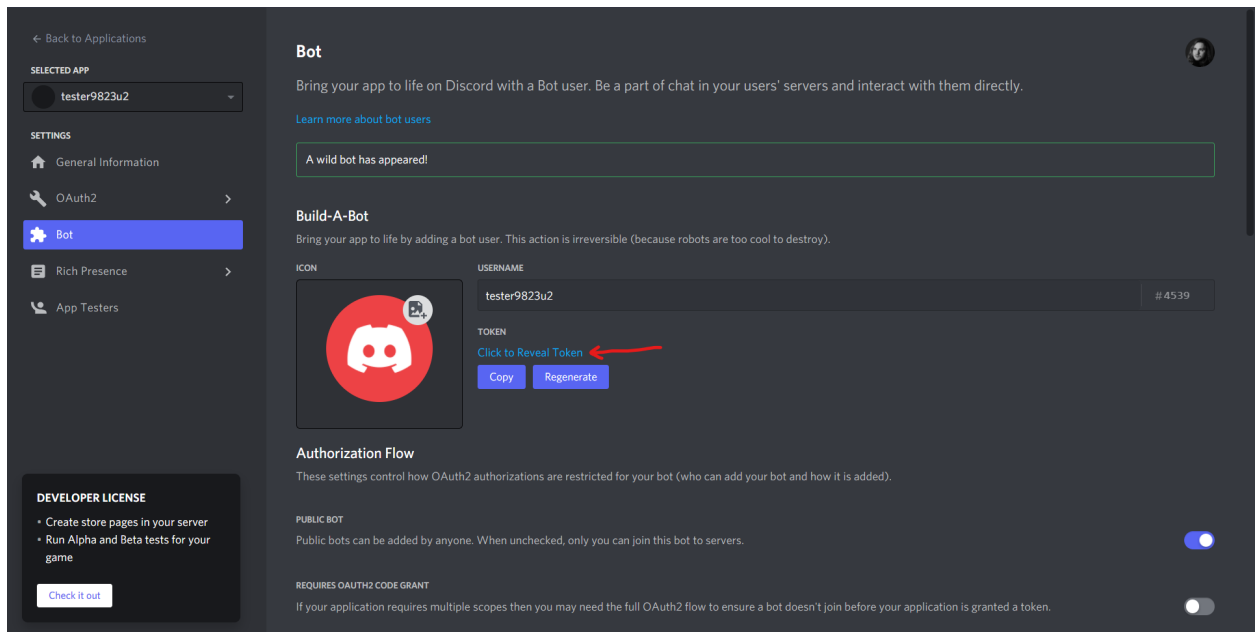 ← Back to Applications
SELECTED APP
tester9823u2
SETTINGS
General Information
OAuth2
Bot
Rich Presence
App Testers
DEVELOPER LICENSE
• Create store pages in your server
• Run Alpha and Beta tests for your
game
Check it out
Bot
Bring your app to life on Discord with a Bot user. Be a part of chat in your users' servers and interact with them directly.
Learn more about bot users
A wild bot has appeared!
Build-A-Bot
Bring your app to life by adding a bot user. This action is irreversible (because robots are too cool to destroy).
ICON
USERNAME
tester9823u2 #4539
TOKEN
Click to Reveal Token
Copy Regenerate
Authorization Flow
These settings control how OAuth2 authorizations are restricted for your bot (who can add your bot and how it is added).
PUBLIC BOT
Public bots can be added by anyone. When unchecked, only you can join this bot to servers.
REQUIRES OAUTH2 CODE GRANT
If your application requires multiple scopes then you may need the full OAuth2 flow to ensure a bot doesn't join before your application is granted a token.